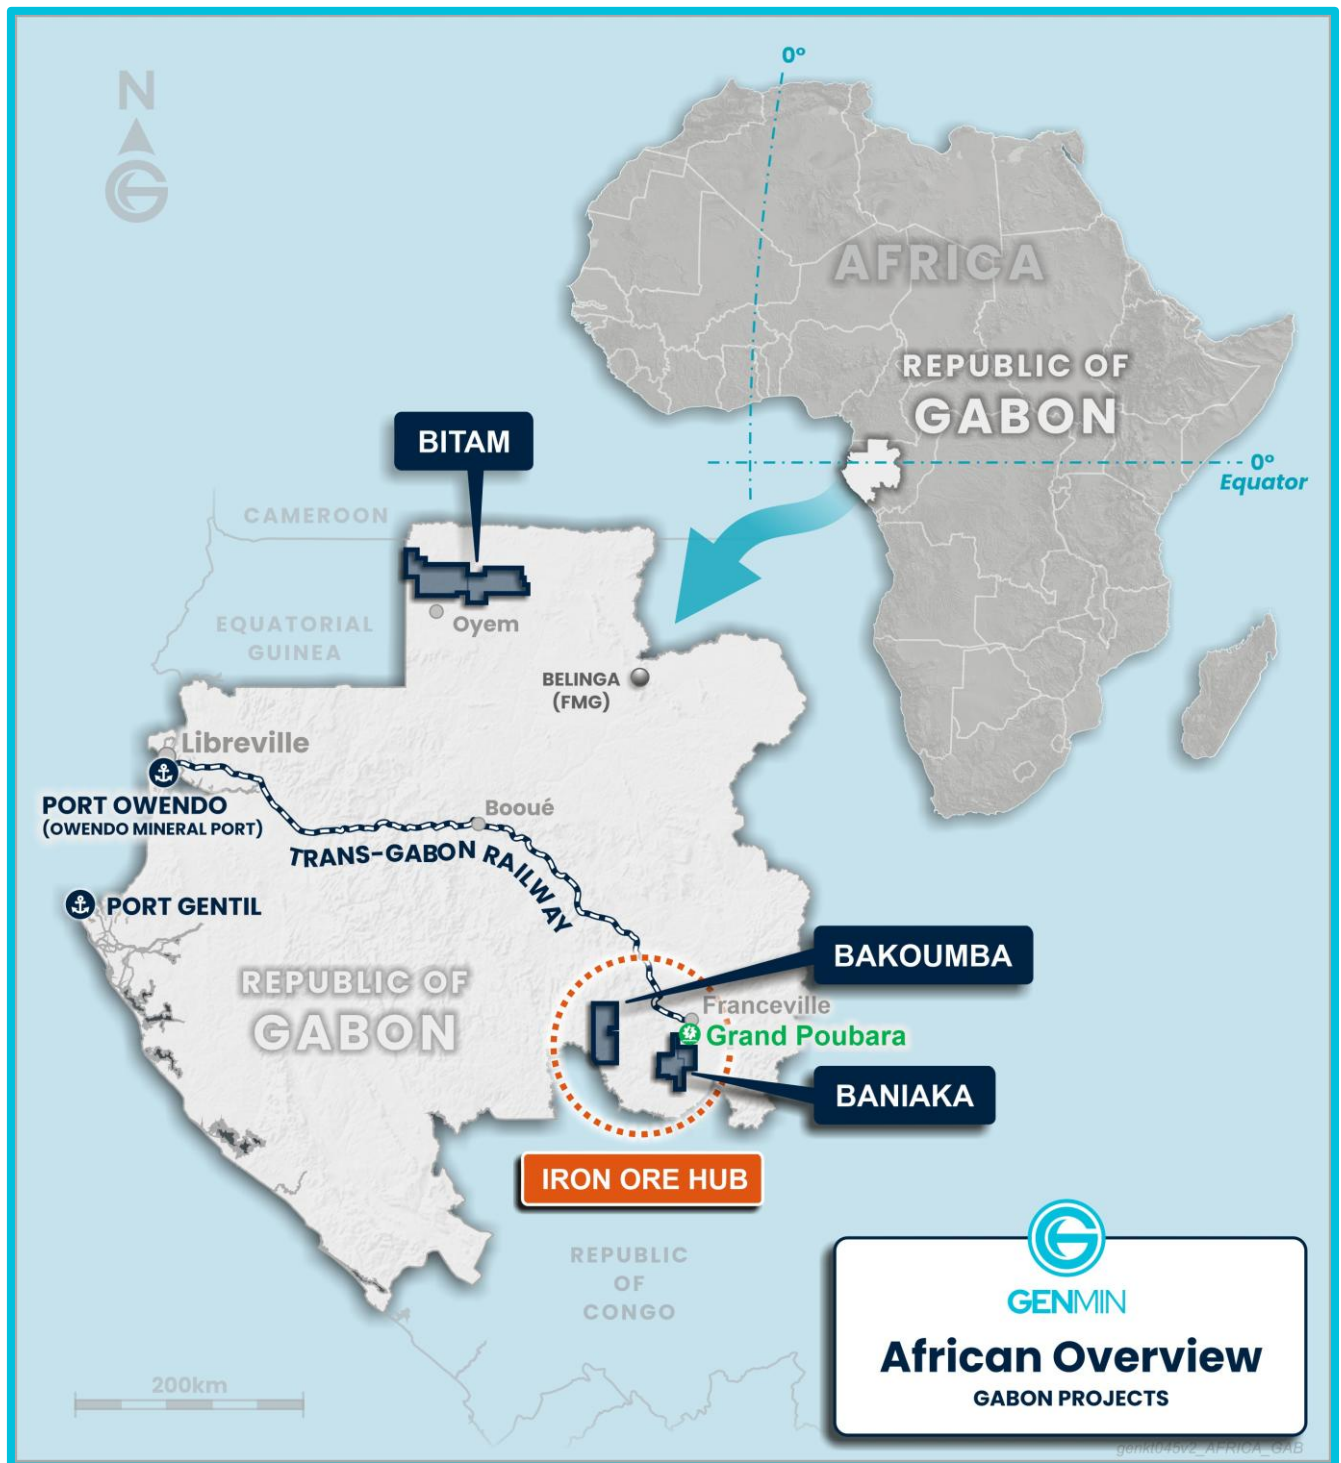 N
0°
AFRICA
REPUBLIC OF
GABON
0°
Equator
BITAM
CAMEROON
EQUATORIAL
GUINEA
Oyem
BELINGA
(FMG)
Libreville
PORT OWENDO
(OWENDO MINERAL PORT)
Booué
TRANS-GABON RAILWAY
PORT GENTIL
REPUBLIC OF
GABON
BAKOUMBA
Franceville
Grand Poubara
BANIAKA
IRON ORE HUB
REPUBLIC
OF
CONGO
200km
GENMIN
African Overview
GABON PROJECTS
genkt045v2_AFRICA_GAB